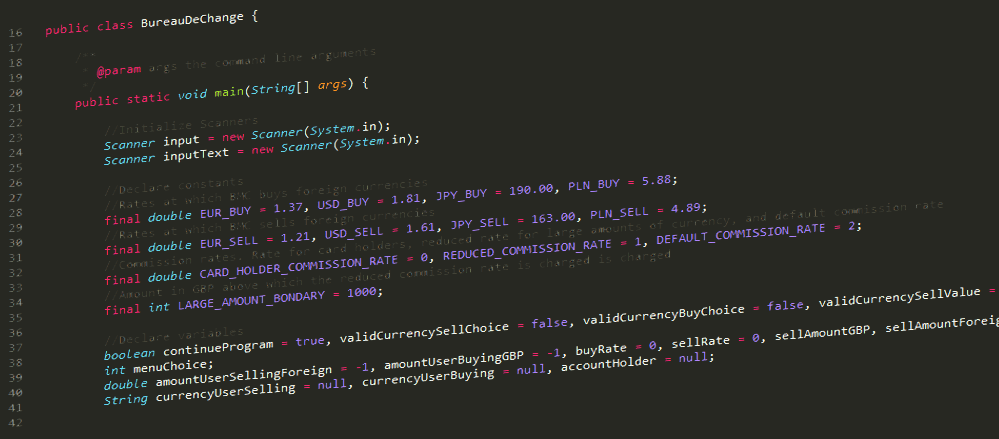 16 public class BureauDeChange {
17
18 /**
19 * @param args the command line arguments
20 */
21 public static void main(String[] args) {
22
23 //Initialize Scanners
24 Scanner input = new Scanner(System.in);
25 Scanner inputText = new Scanner(System.in);
26
27 //Declare constants
28 //Rates at which buys foreign currencies
29 final double EUR_BUY = 1.37, USD_BUY = 1.81, JPY_BUY = 190.00, PLN_BUY = 5.88;
30 //Rates at which sells foreign currencies
31 final double EUR_SELL = 1.21, USD_SELL = 1.61, JPY_SELL = 163.00, PLN_SELL = 4.89;
32 //Commission rates. Rate for card holders, reduced rate for large amounts of currency, and default commission rate
33 final double CARD_HOLDER_COMMISSION_RATE = 0, REDUCED_COMMISSION_RATE = 1, DEFAULT_COMMISSION_RATE = 2;
34 //Amount in GBP above which the reduced commission rate is charged is charged
35 final int LARGE_AMOUNT_BONDARY = 1000;
36
37 //Declare variables
38 boolean continueProgram = true, validCurrencySellChoice = false, validCurrencyBuyChoice = false, validCurrencySellValue =
39 int menuChoice;
40 double amountUserSellingForeign = -1, amountUserBuyingGBP = -1, buyRate = 0, sellRate = 0, sellAmountGBP, sellAmountForeig
41 String currencyUserSelling = null, currencyUserBuying = null, accountHolder = null;
42